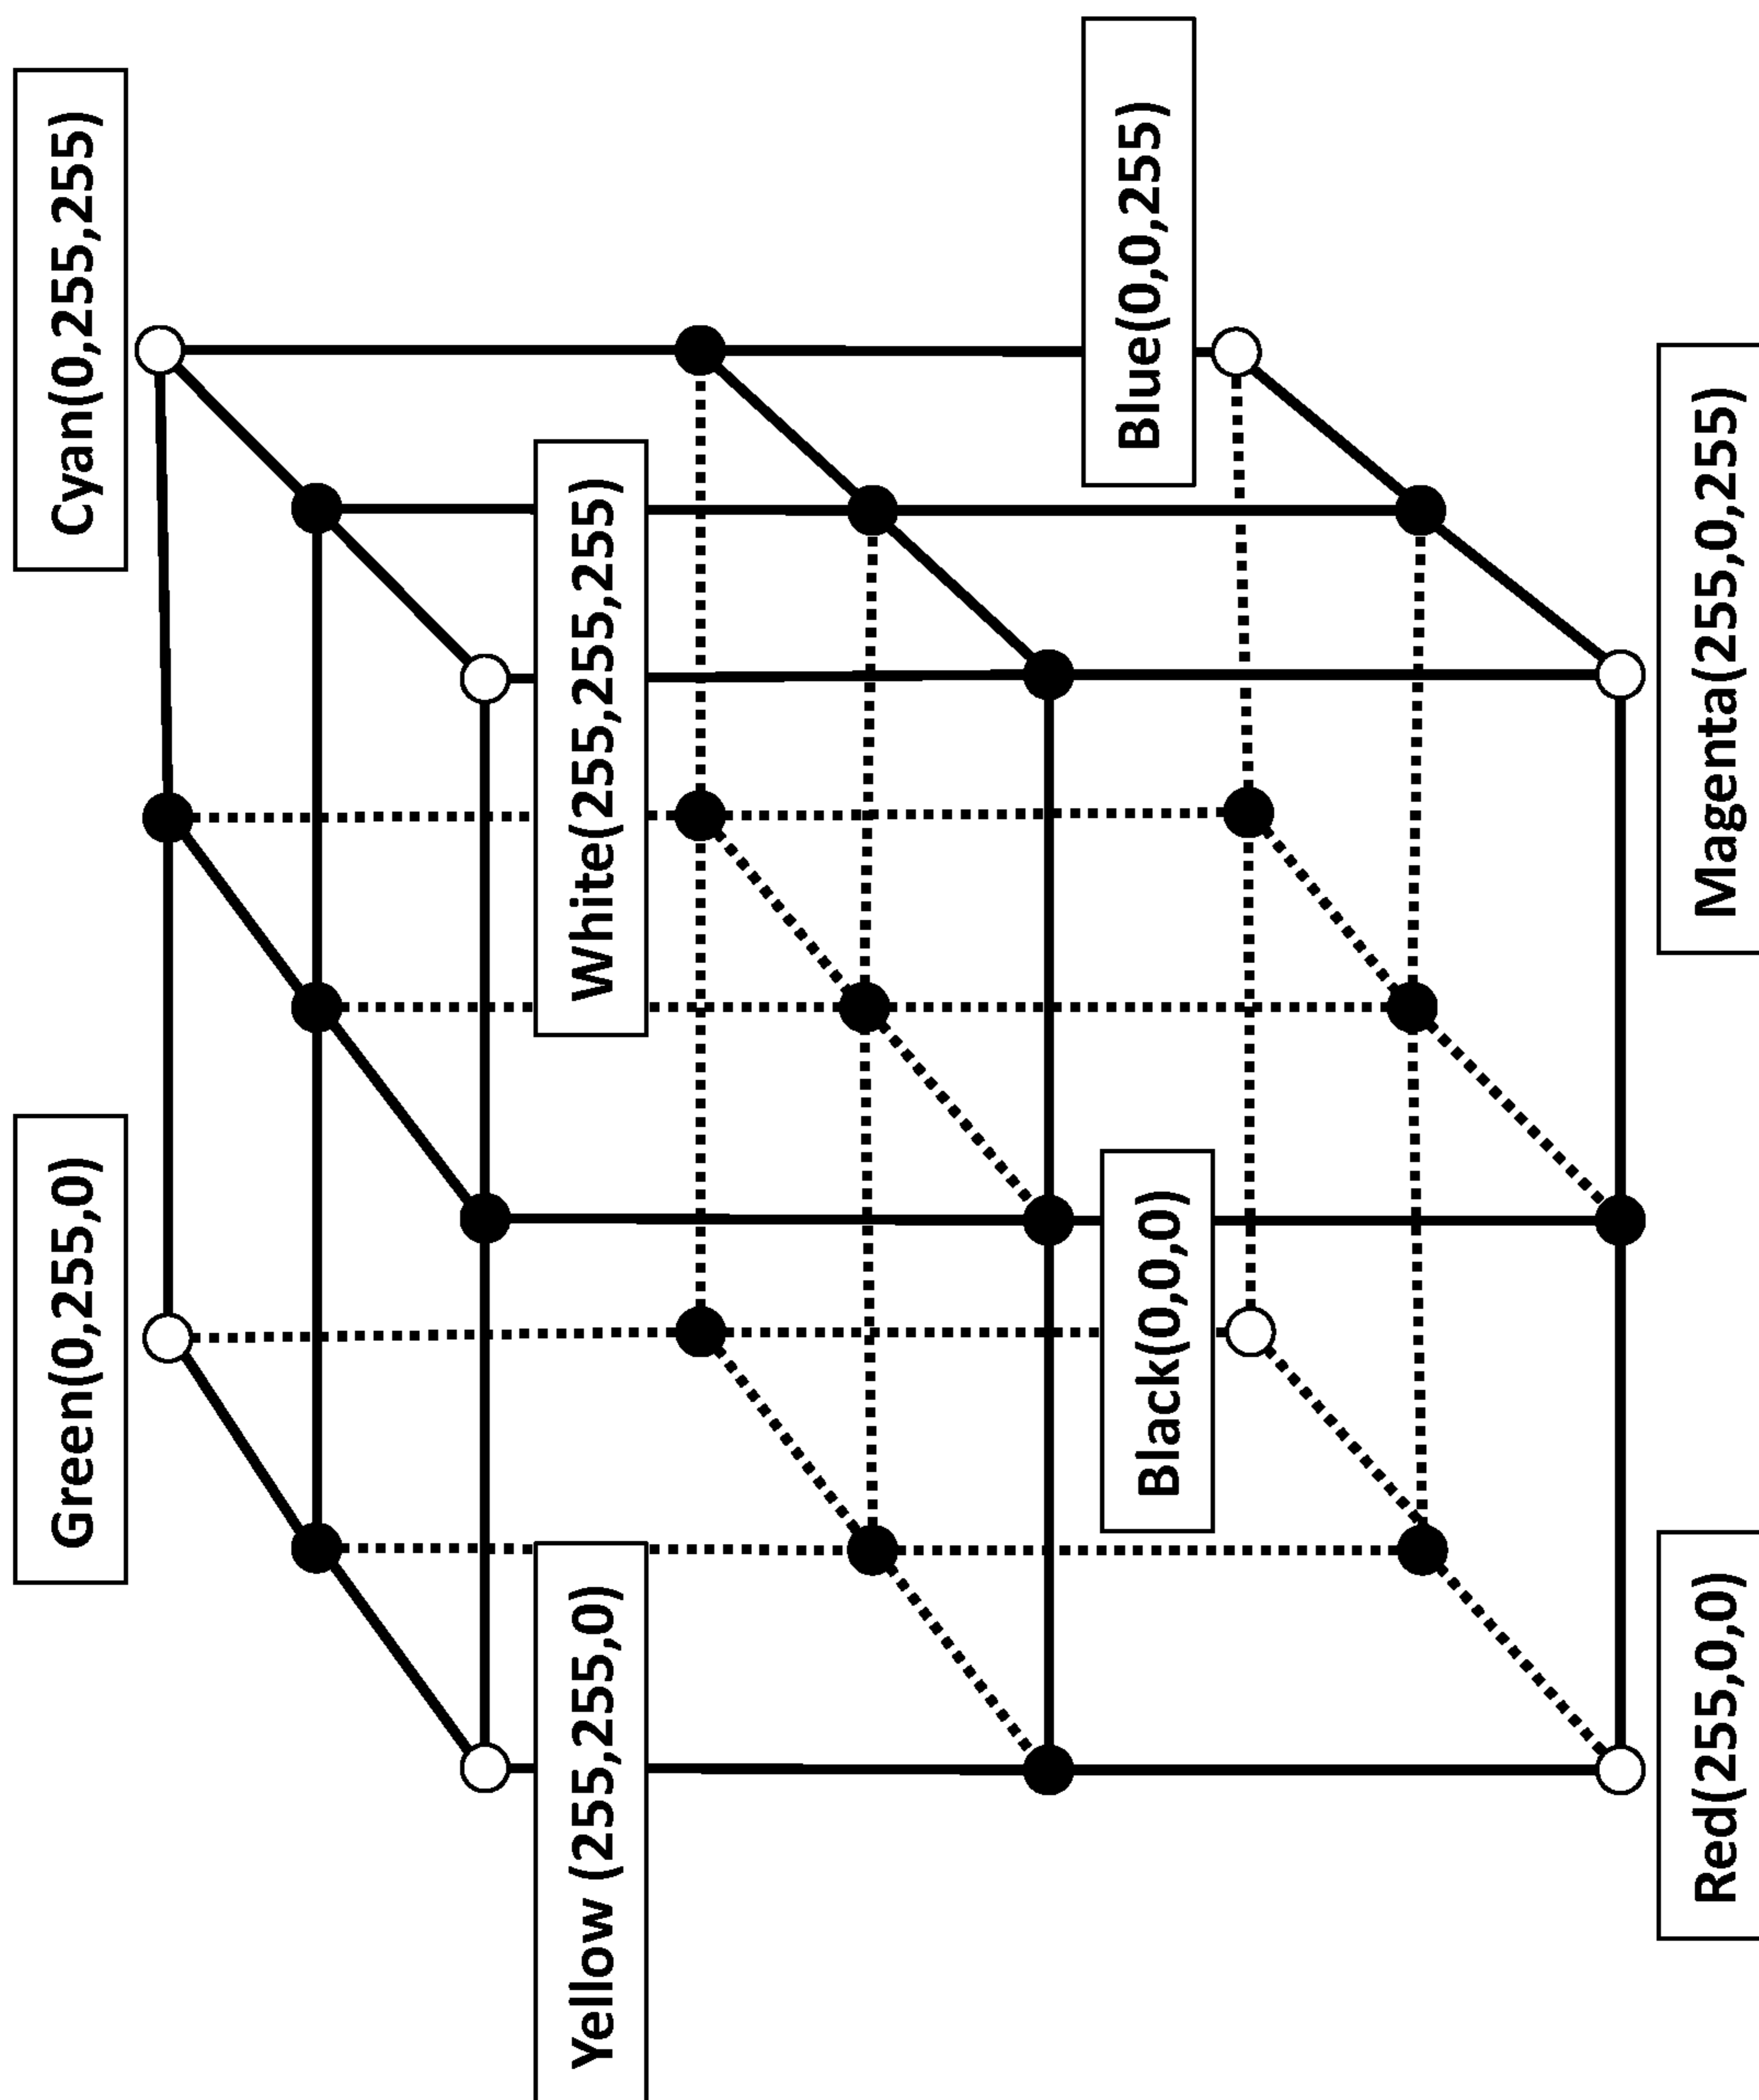 Cyan(0,255,255)
Green(0,255,0)
White(255,255,255)
Yellow (255,255,0)
Blue(0,0,255)
Black(0,0,0)
Magenta(255,0,255)
Red(255,0,0)